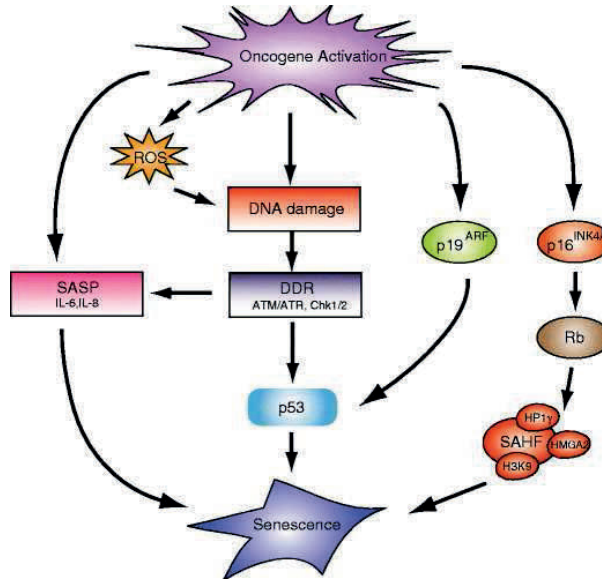 Oncogene Activation
ROS
DNA damage
p19ARF
p16INK4A
SASP
IL-6,IL-8
DDR
ATM/ATR, Chk1/2
Rb
p53
HP1γ
SAHF
HMGA2
H3K9
Senescence